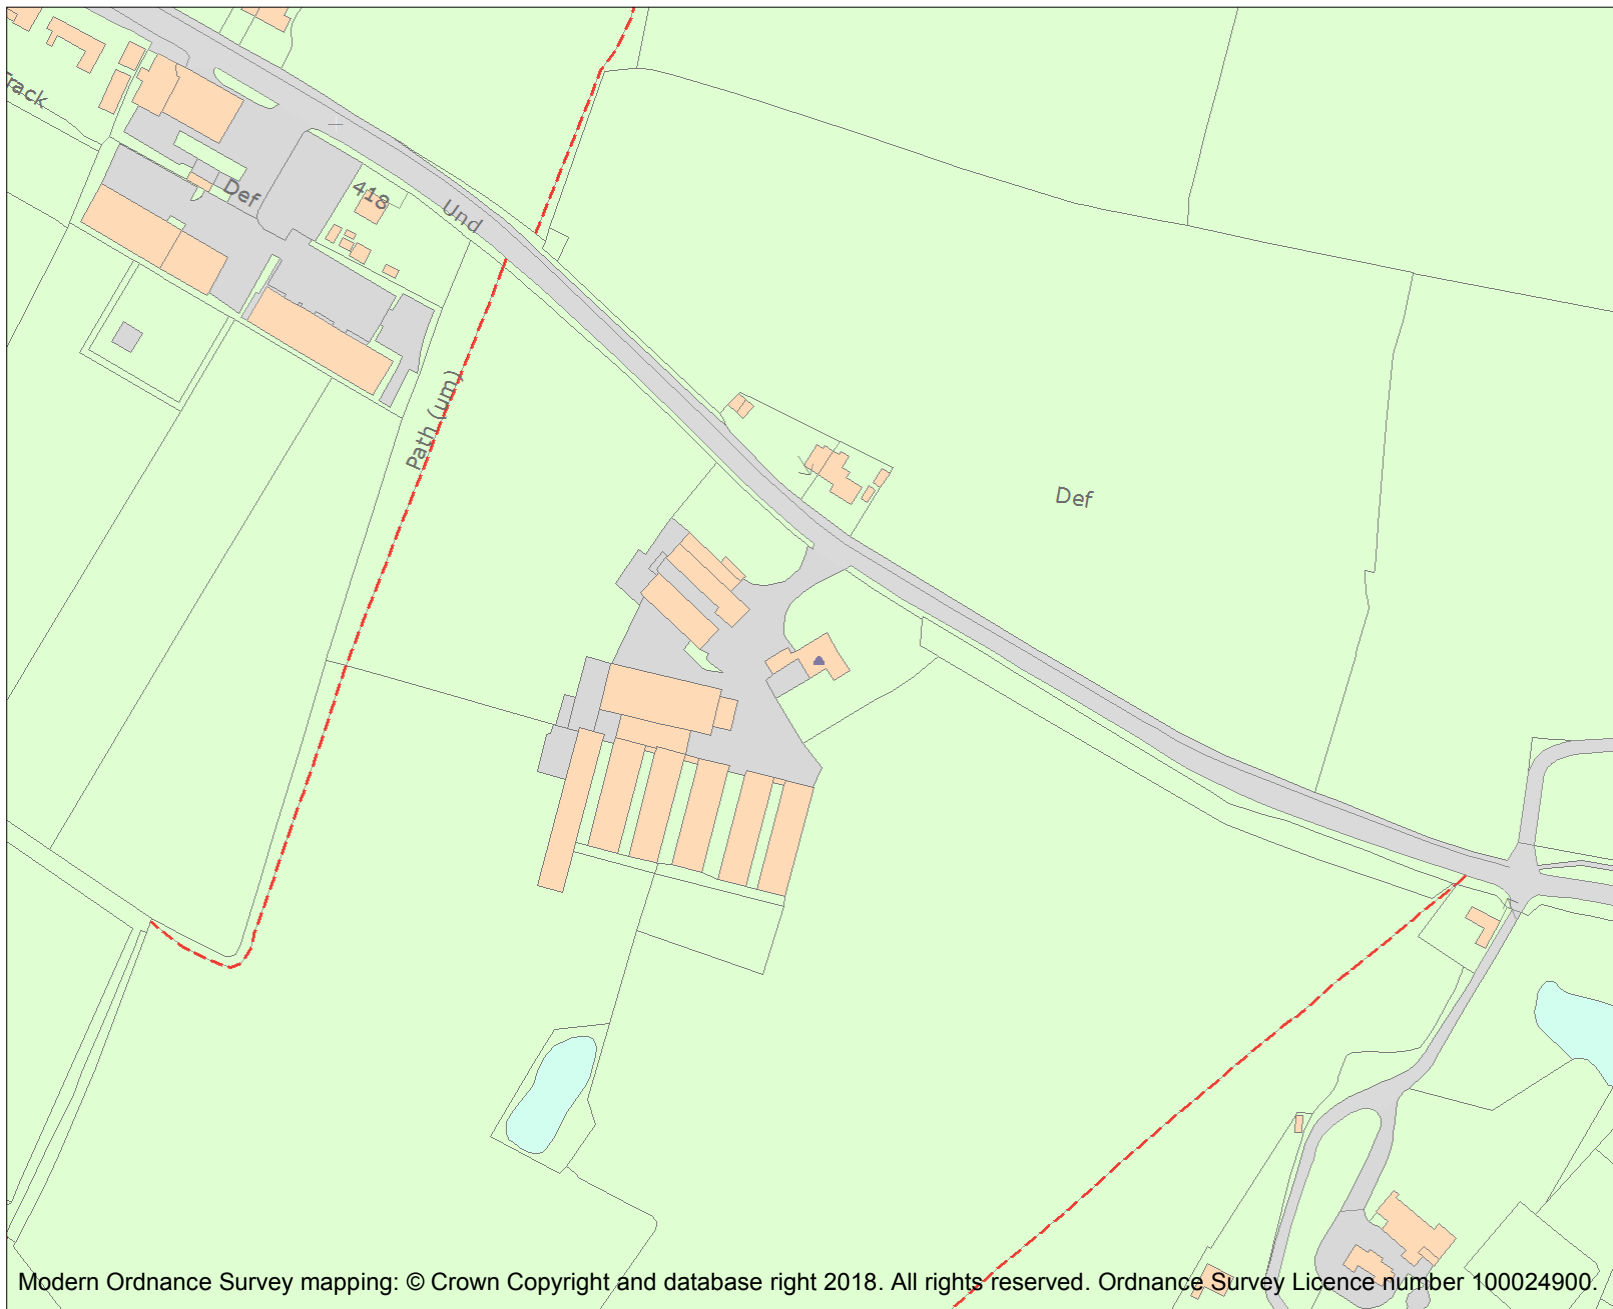 Track
Def
418
Und
Path (um)
Def
Modern Ordnance Survey mapping: © Crown Copyright and database right 2018. All rights reserved. Ordnance Survey Licence number 100024900.